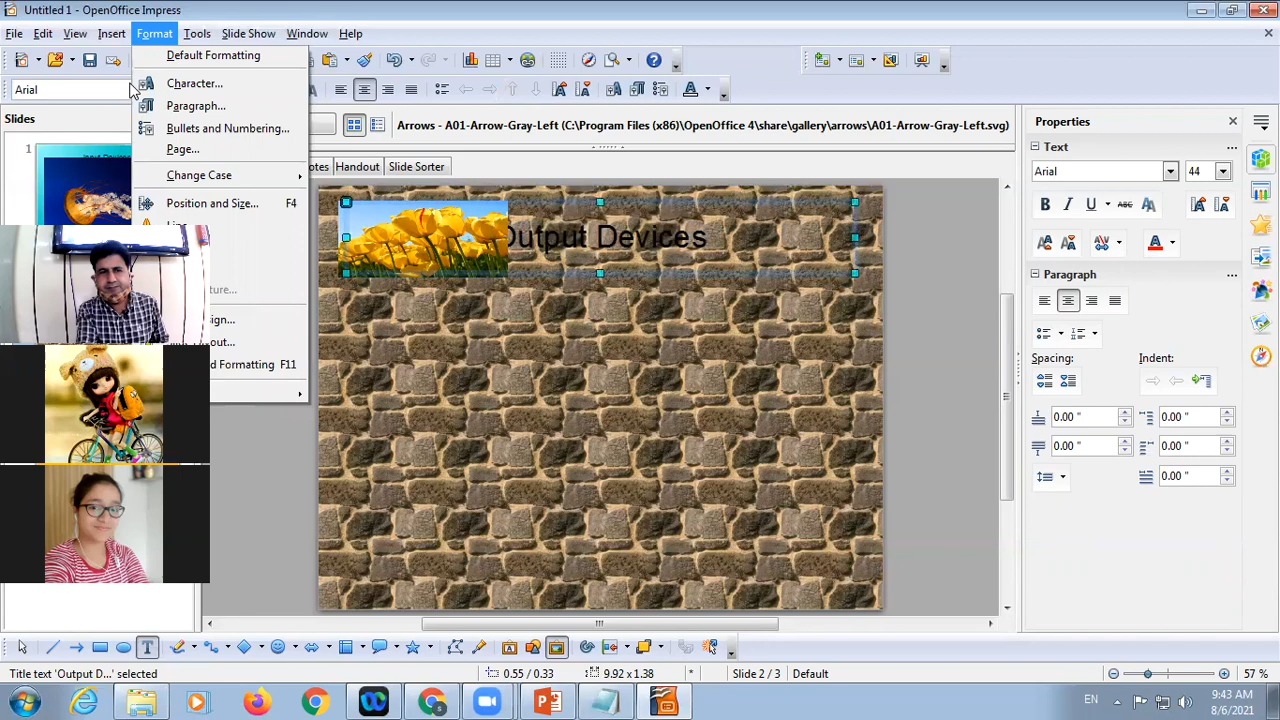 Untitled 1 - OpenOffice Impress
File Edit View Insert Format Tools Slide Show Window Help
Default Formatting
Arial
Character...
Paragraph...
Bullets and Numbering...
Page...
Change Case
Position and Size... F4
ture...
sign...
out...
d Formatting F11
Slides
1
Arrows - A01-Arrow-Gray-Left (C:\Program Files (x86)\OpenOffice 4\share\gallery\arrows\A01-Arrow-Gray-Left.svg)
otes Handout Slide Sorter
Output Devices
Properties
Text
Arial 44
B I U ABC
Paragraph
Spacing: Indent:
0.00 " 0.00 "
0.00 " 0.00 "
0.00 "
Title text 'Output D...' selected 0.55 / 0.33 9.92 x 1.38 * Slide 2 / 3 Default 57 %
EN 9:43 AM
8/6/2021